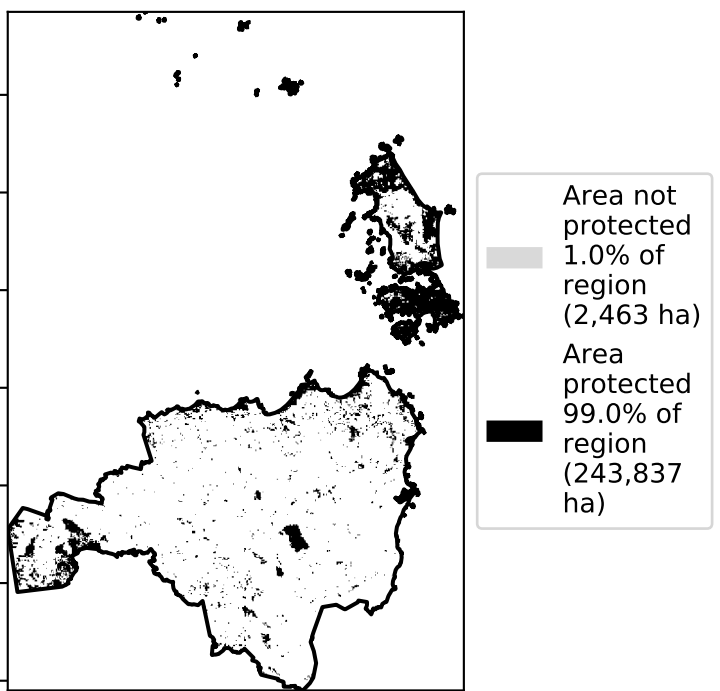 Area not
protected
1.0% of
region
(2,463 ha)
Area
protected
99.0% of
region
(243,837
ha)